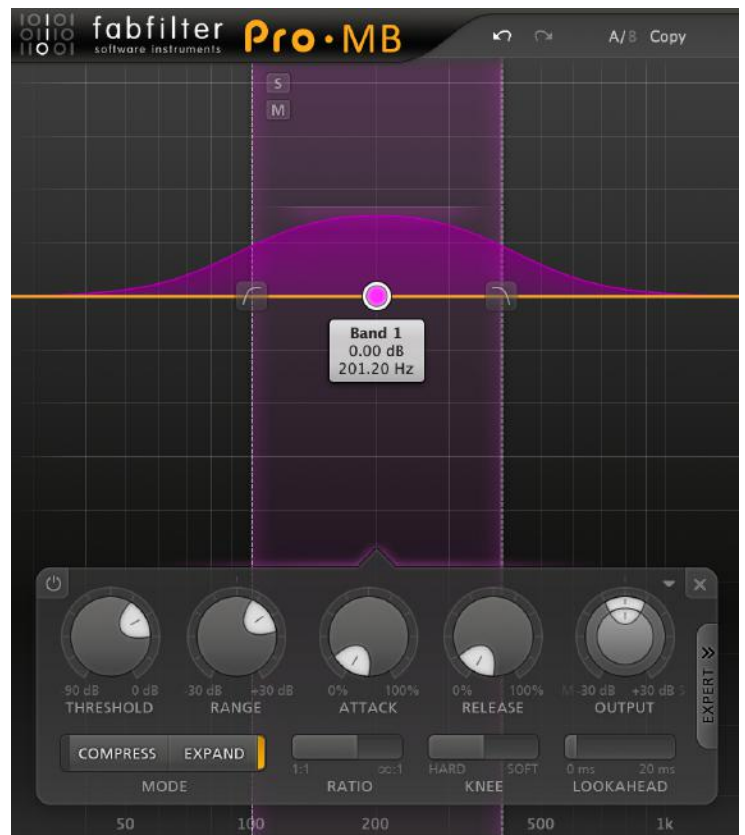 fabfilter
software instruments
Pro·MB
A/B Copy
S
M
Band 1
0.00 dB
201.20 Hz
-90 dB 0 dB
THRESHOLD
-30 dB +30 dB
RANGE
0% 100%
ATTACK
0% 100%
RELEASE
M -30 dB +30 dB S
OUTPUT
EXPERT
COMPRESS EXPAND
MODE
1:1 ∞:1
RATIO
HARD SOFT
KNEE
0 ms 20 ms
LOOKAHEAD
50 100 200 500 1k